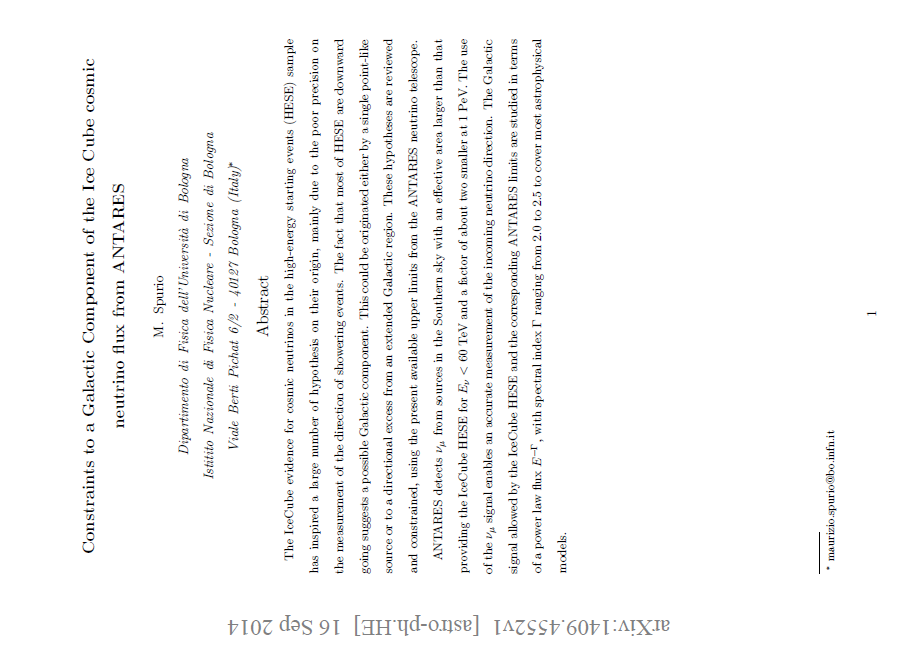 Constraints to a Galactic Component of the Ice Cube cosmic
neutrino flux from ANTARES
M. Spurio
Dipartimento di Fisica dell'Università di Bologna
Istitito Nazionale di Fisica Nucleare - Sezione di Bologna
Viale Berti Pichat 6/2 - 40127 Bologna (Italy)*
Abstract
The IceCube evidence for cosmic neutrinos in the high-energy starting events (HESE) sample
has inspired a large number of hypothesis on their origin, mainly due to the poor precision on
the measurement of the direction of showering events. The fact that most of HESE are downward
going suggests a possible Galactic component. This could be originated either by a single point-like
source or to a directional excess from an extended Galactic region. These hypotheses are reviewed
and constrained, using the present available upper limits from the ANTARES neutrino telescope.
ANTARES detects ν_μ from sources in the Southern sky with an effective area larger than that
providing the IceCube HESE for E_ν < 60 TeV and a factor of about two smaller at 1 PeV. The use
of the ν_μ signal enables an accurate measurement of the incoming neutrino direction. The Galactic
signal allowed by the IceCube HESE and the corresponding ANTARES limits are studied in terms
of a power law flux E^−Γ, with spectral index Γ ranging from 2.0 to 2.5 to cover most astrophysical
models.
* maurizio.spurio@bo.infn.it
1
arXiv:1409.4552v1 [astro-ph.HE] 16 Sep 2014